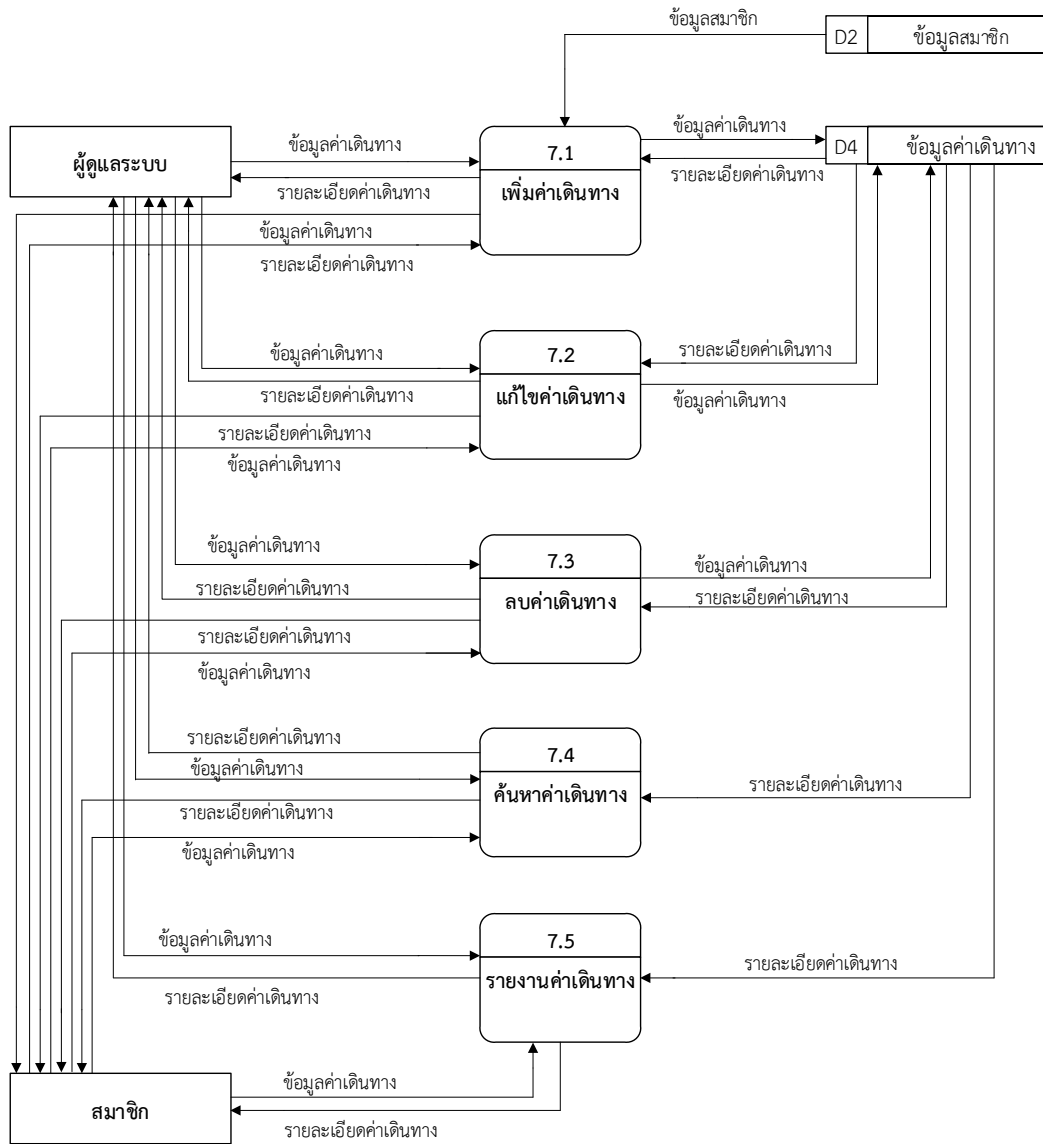 ข้อมูลสมาชิก
D2 ข้อมูลสมาชิก
ผู้ดูแลระบบ
ข้อมูลค่าเดินทาง
รายละเอียดค่าเดินทาง
ข้อมูลค่าเดินทาง
รายละเอียดค่าเดินทาง
7.1
เพิ่มค่าเดินทาง
ข้อมูลค่าเดินทาง
รายละเอียดค่าเดินทาง
D4 ข้อมูลค่าเดินทาง
ข้อมูลค่าเดินทาง
รายละเอียดค่าเดินทาง
รายละเอียดค่าเดินทาง
ข้อมูลค่าเดินทาง
7.2
แก้ไขค่าเดินทาง
รายละเอียดค่าเดินทาง
ข้อมูลค่าเดินทาง
ข้อมูลค่าเดินทาง
รายละเอียดค่าเดินทาง
รายละเอียดค่าเดินทาง
ข้อมูลค่าเดินทาง
7.3
ลบค่าเดินทาง
ข้อมูลค่าเดินทาง
รายละเอียดค่าเดินทาง
รายละเอียดค่าเดินทาง
ข้อมูลค่าเดินทาง
รายละเอียดค่าเดินทาง
ข้อมูลค่าเดินทาง
7.4
ค้นหาค่าเดินทาง
รายละเอียดค่าเดินทาง
ข้อมูลค่าเดินทาง
รายละเอียดค่าเดินทาง
7.5
รายงานค่าเดินทาง
รายละเอียดค่าเดินทาง
สมาชิก
ข้อมูลค่าเดินทาง
รายละเอียดค่าเดินทาง